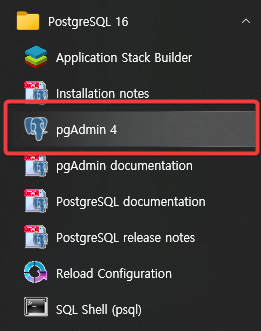 PostgreSQL 16
Application Stack Builder
Installation notes
pgAdmin 4
pgAdmin documentation
PostgreSQL documentation
PostgreSQL release notes
Reload Configuration
SQL Shell (psql)